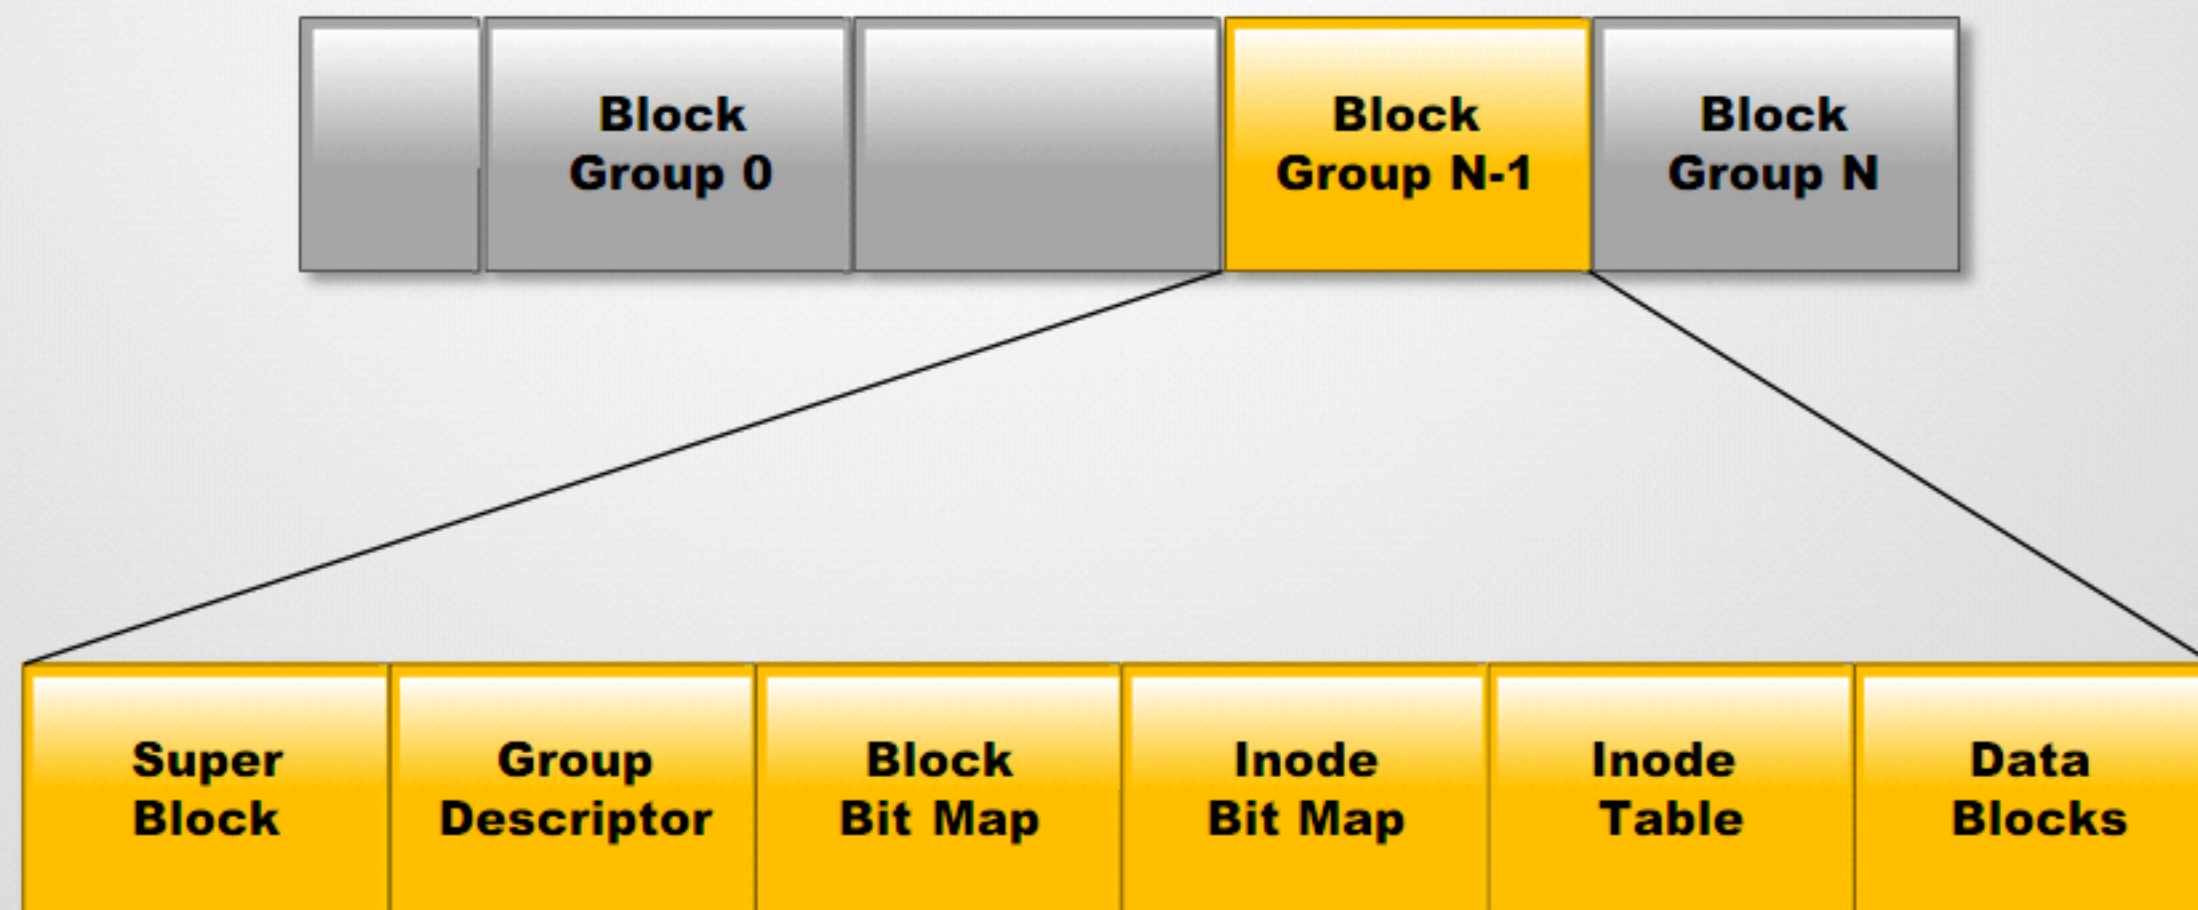 Block
Group 0
Block
Group N-1
Block
Group N
Super
Block
Group
Descriptor
Block
Bit Map
Inode
Bit Map
Inode
Table
Data
Blocks